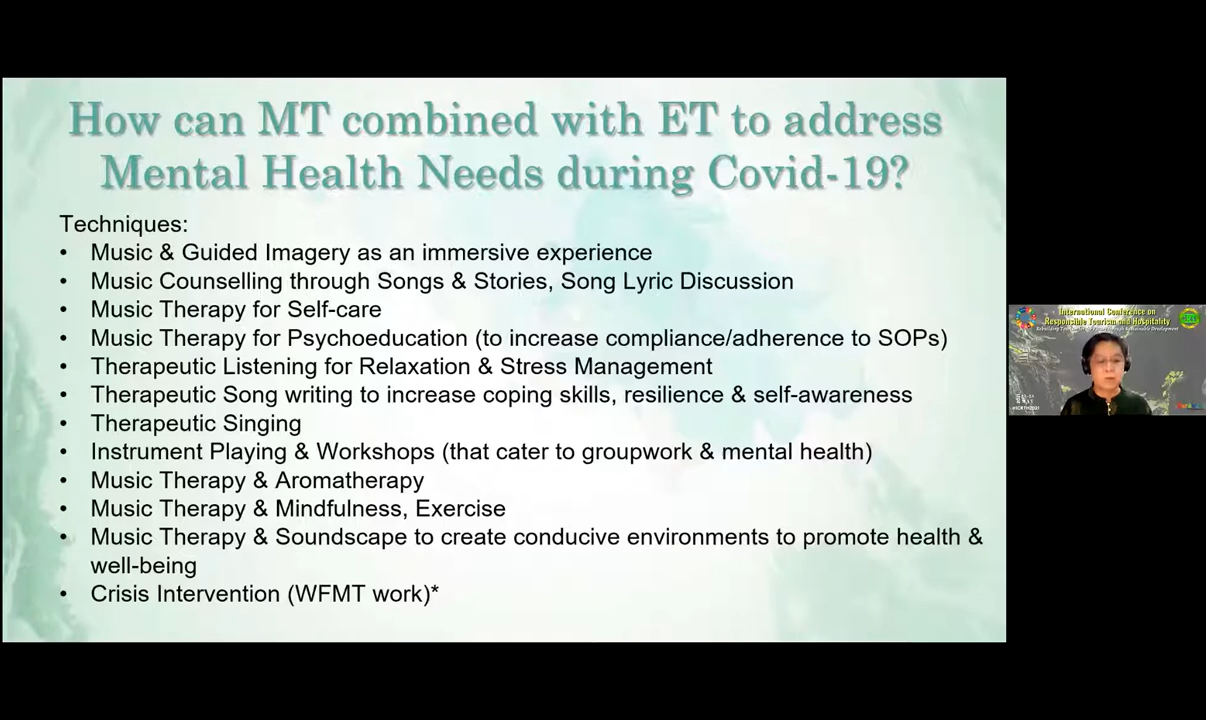 How can MT combined with ET to address
Mental Health Needs during Covid-19?
Techniques:
• Music & Guided Imagery as an immersive experience
• Music Counselling through Songs & Stories, Song Lyric Discussion
• Music Therapy for Self-care
• Music Therapy for Psychoeducation (to increase compliance/adherence to SOPs)
• Therapeutic Listening for Relaxation & Stress Management
• Therapeutic Song writing to increase coping skills, resilience & self-awareness
• Therapeutic Singing
• Instrument Playing & Workshops (that cater to groupwork & mental health)
• Music Therapy & Aromatherapy
• Music Therapy & Mindfulness, Exercise
• Music Therapy & Soundscape to create conducive environments to promote health &
well-being
• Crisis Intervention (WFMT work)*
International Conference on
Responsible Tourism and Hospitality